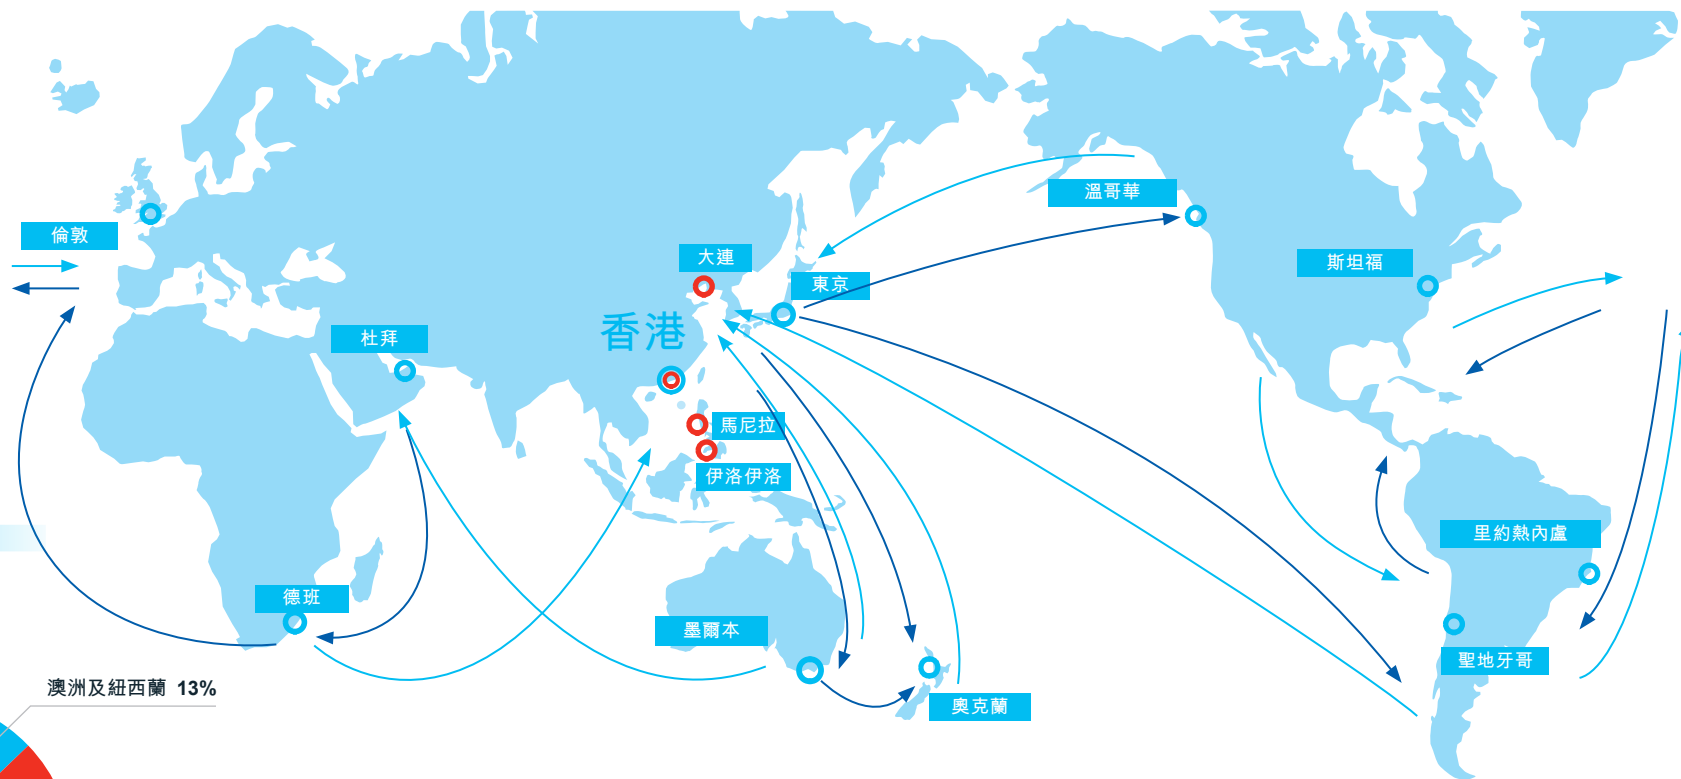 溫哥華
倫敦
大連
斯坦福
東京
香港
杜拜
馬尼拉
伊洛伊洛
里約熱內盧
德班
墨爾本
聖地牙哥
澳洲及紐西蘭 13%
奧克蘭